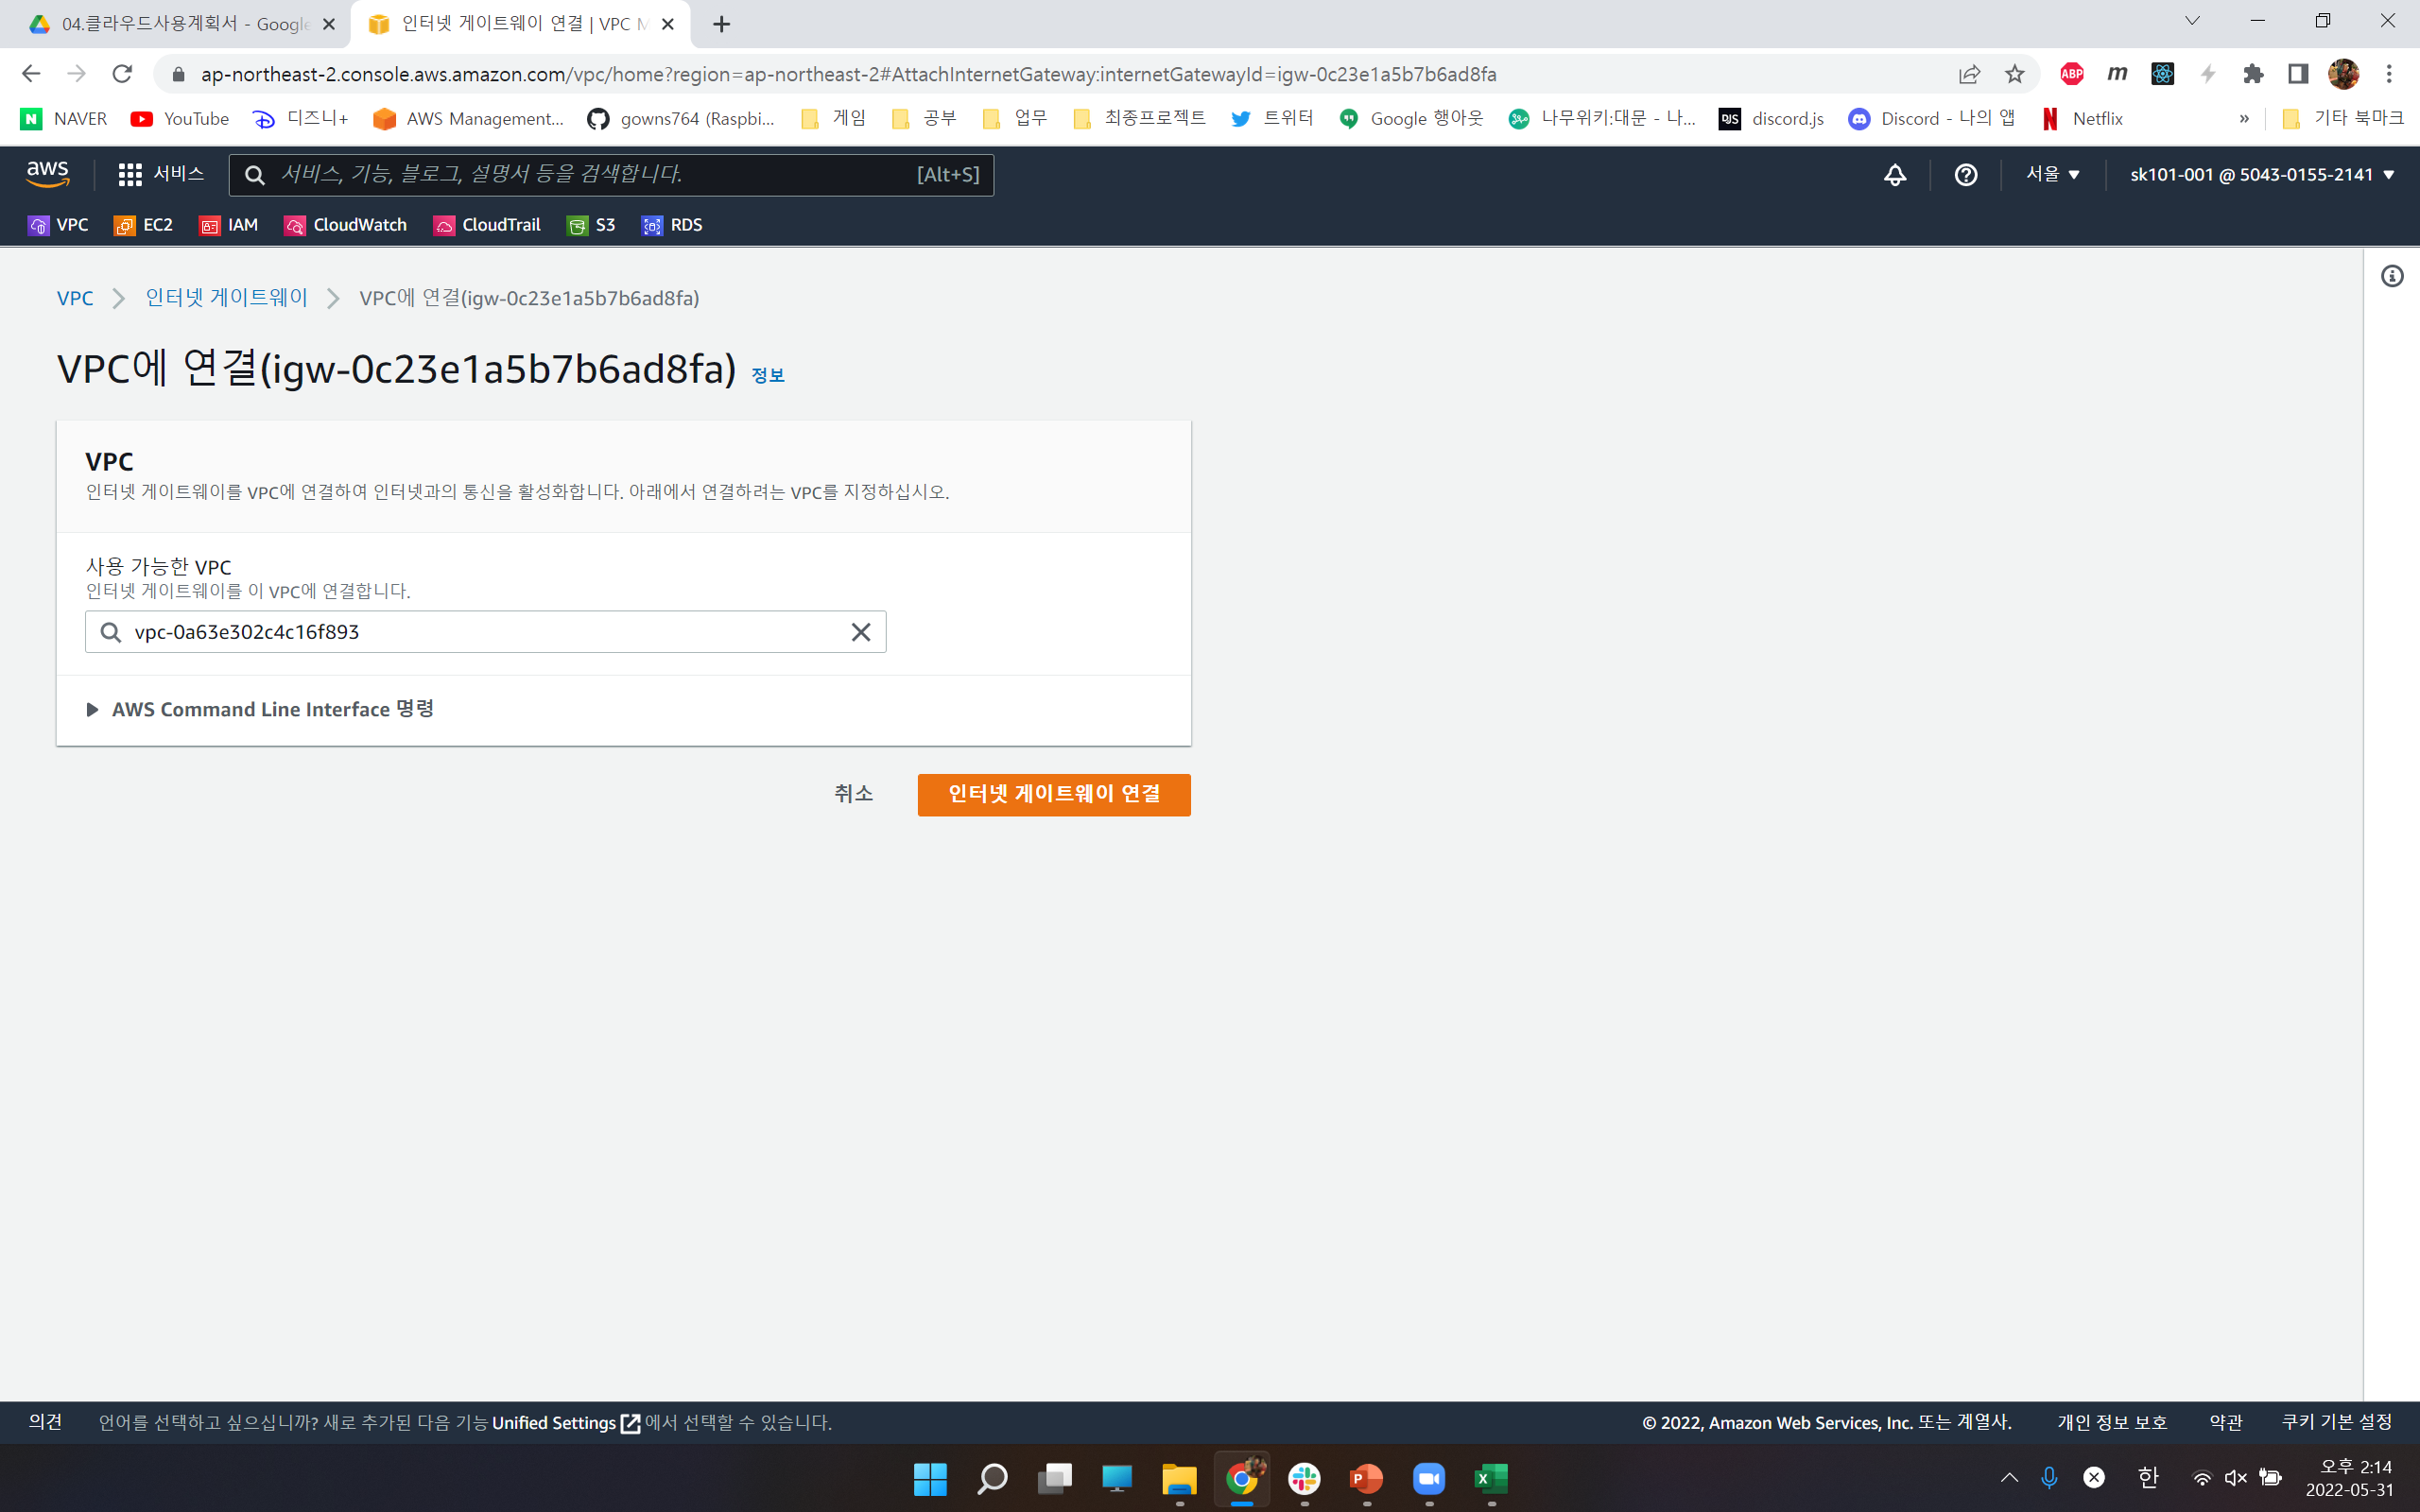 04.클라우드사용계획서 - Google
인터넷 게이트웨이 연결 | VPC M
ap-northeast-2.console.aws.amazon.com/vpc/home?region=ap-northeast-2#AttachInternetGateway:internetGatewayId=igw-0c23e1a5b7b6ad8fa
ABP
m
N NAVER YouTube 디즈니+ AWS Management... gowns764 (Raspbi... 게임 공부 업무 최종프로젝트 트위터 Google 행아웃 나무위키:대문 - 나... DJS discord.js Discord - 나의 앱 Netflix » 기타 북마크
aws 서비스 서비스, 기능, 블로그, 설명서 등을 검색합니다. [Alt+S] 서울 ▼ sk101-001 @ 5043-0155-2141 ▼
VPC EC2 IAM CloudWatch CloudTrail S3 RDS
VPC 인터넷 게이트웨이 VPC에 연결(igw-0c23e1a5b7b6ad8fa)
VPC에 연결(igw-0c23e1a5b7b6ad8fa) 정보
VPC
인터넷 게이트웨이를 VPC에 연결하여 인터넷과의 통신을 활성화합니다. 아래에서 연결하려는 VPC를 지정하십시오.
사용 가능한 VPC
인터넷 게이트웨이를 이 VPC에 연결합니다.
vpc-0a63e302c4c16f893
AWS Command Line Interface 명령
취소 인터넷 게이트웨이 연결
의견 언어를 선택하고 싶으십니까? 새로 추가된 다음 기능 Unified Settings 에서 선택할 수 있습니다. © 2022, Amazon Web Services, Inc. 또는 계열사. 개인 정보 보호 약관 쿠키 기본 설정
한
오후 2:14
2022-05-31